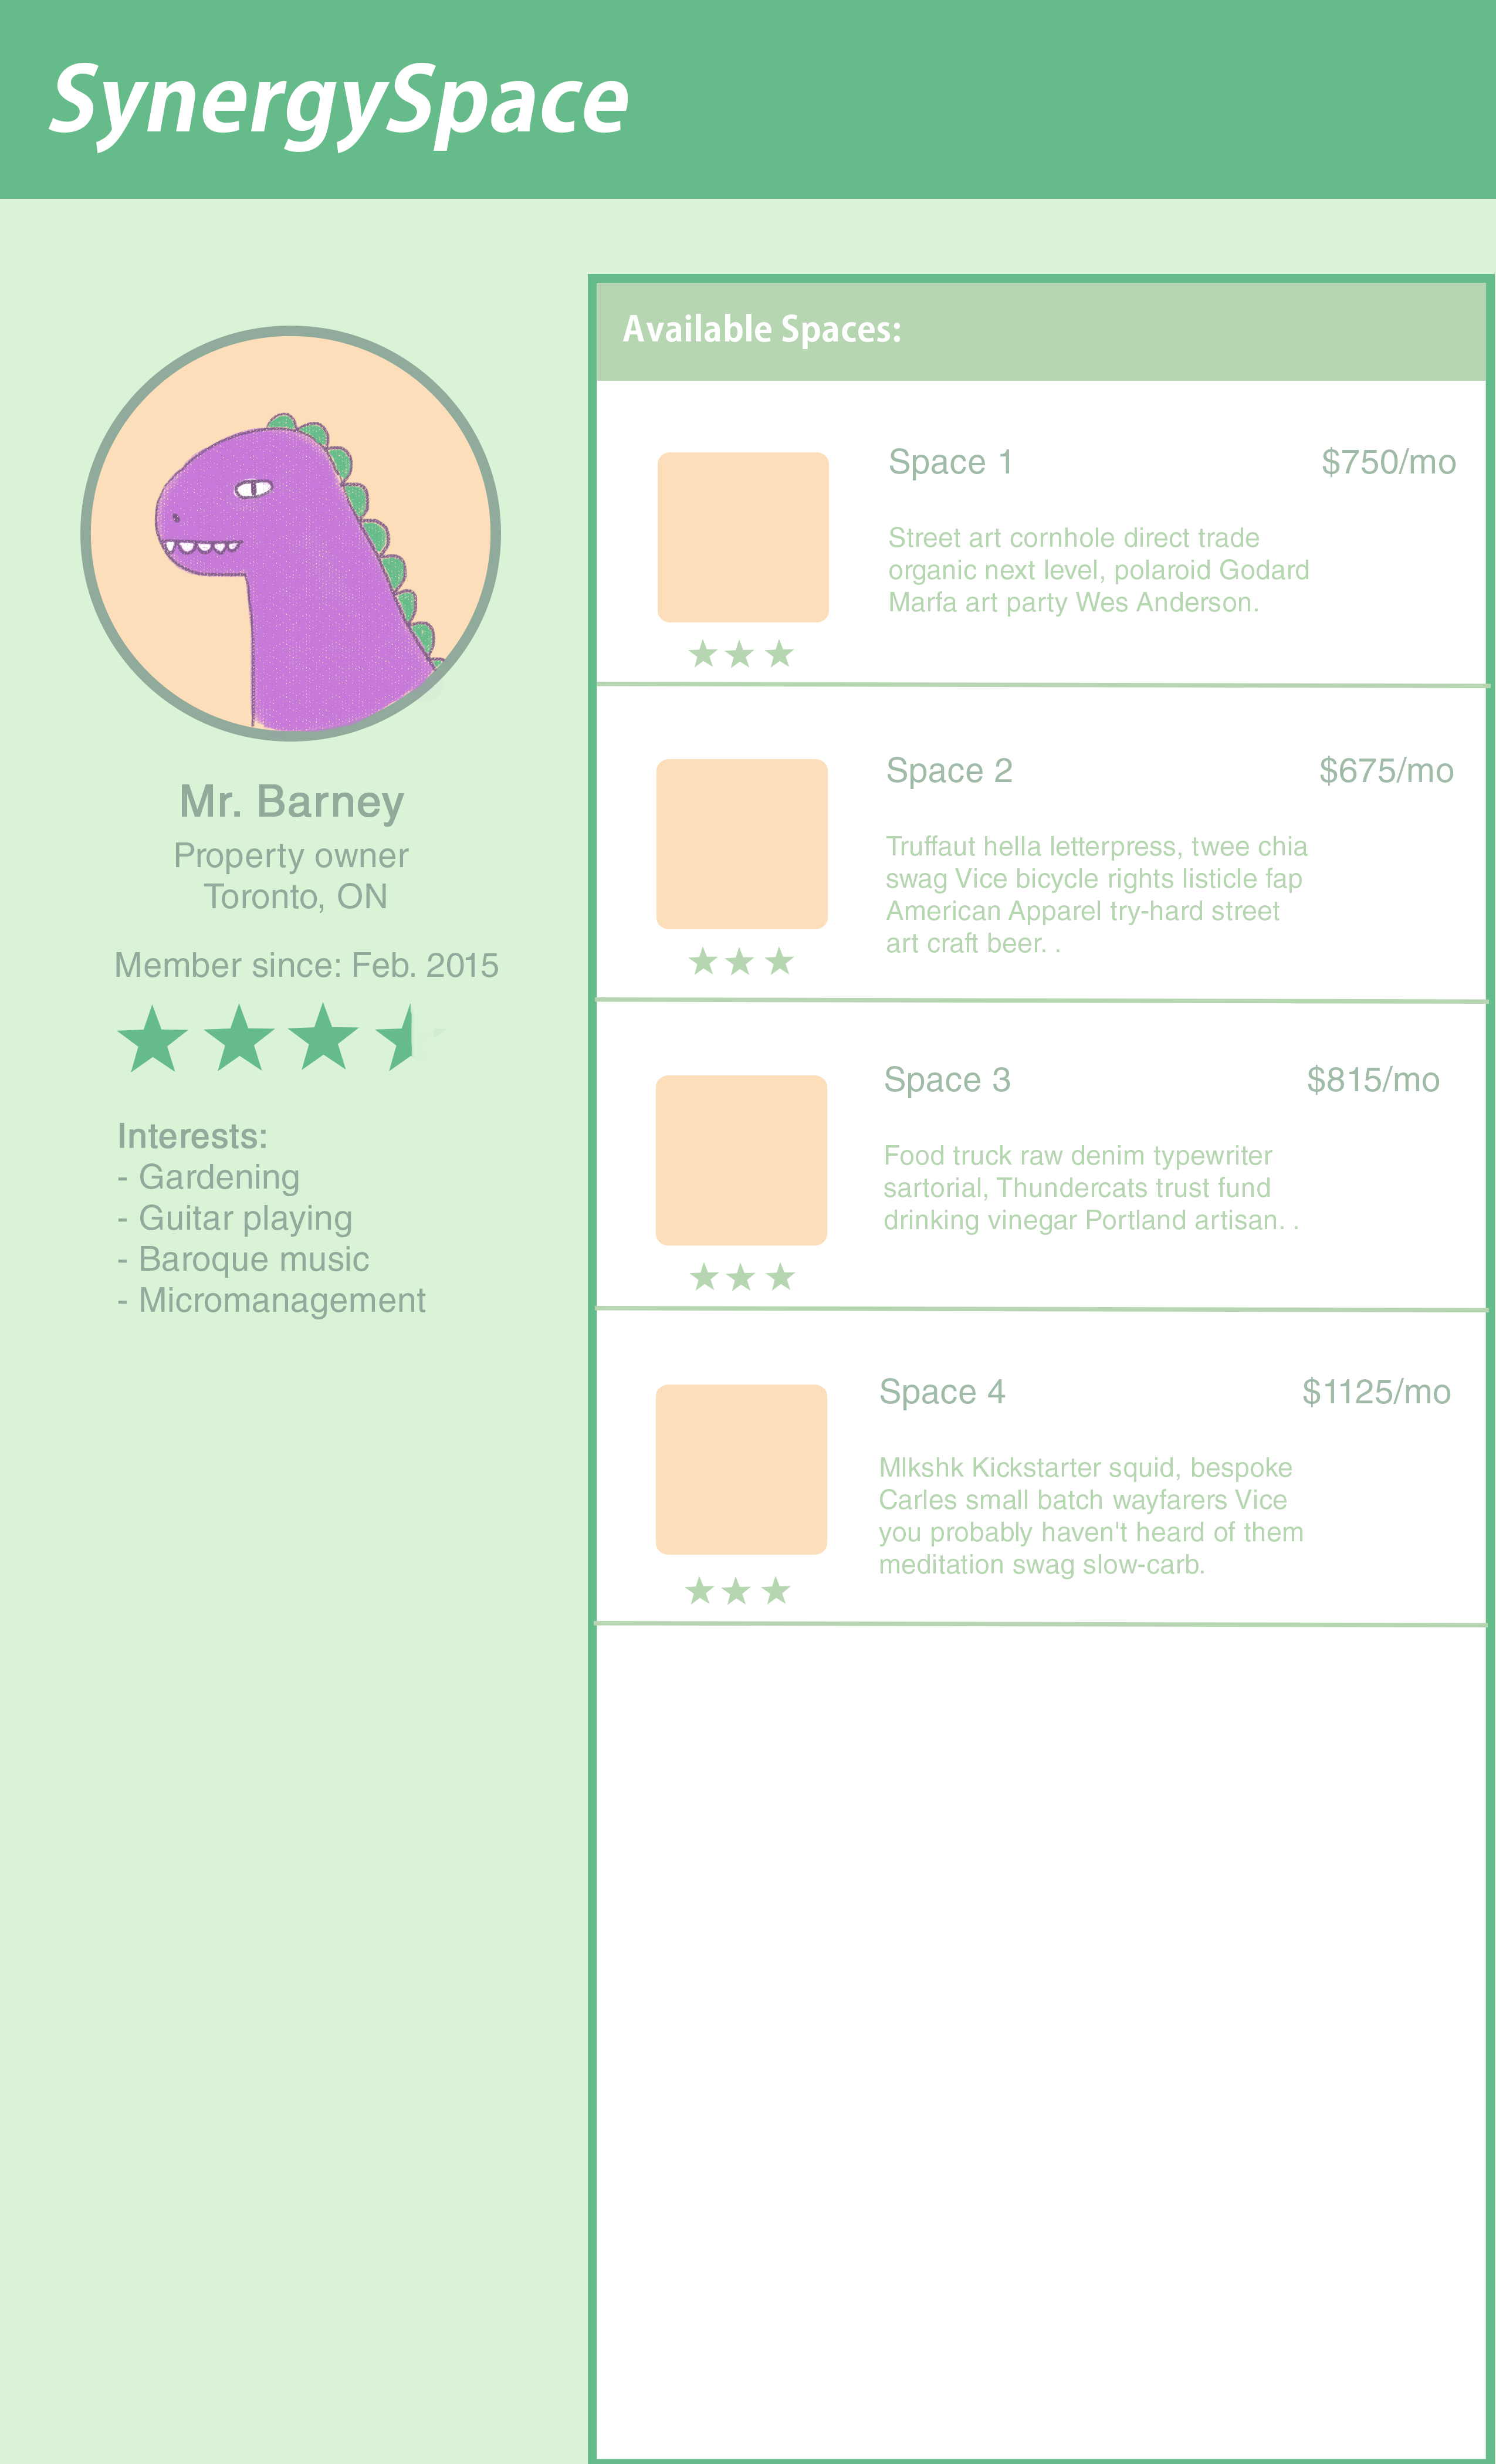 SynergySpace
Mr. Barney
Property owner
Toronto, ON
Member since: Feb. 2015
Interests:
- Gardening
- Guitar playing
- Baroque music
- Micromanagement
Available Spaces:
Space 1
$750/mo
Street art cornhole direct trade
organic next level, polaroid Godard
Marfa art party Wes Anderson.
Space 2
$675/mo
Truffaut hella letterpress, twee chia
swag Vice bicycle rights listicle fap
American Apparel try-hard street
art craft beer. .
Space 3
$815/mo
Food truck raw denim typewriter
sartorial, Thundercats trust fund
drinking vinegar Portland artisan. .
Space 4
$1125/mo
Mlkshk Kickstarter squid, bespoke
Carles small batch wayfarers Vice
you probably haven't heard of them
meditation swag slow-carb.